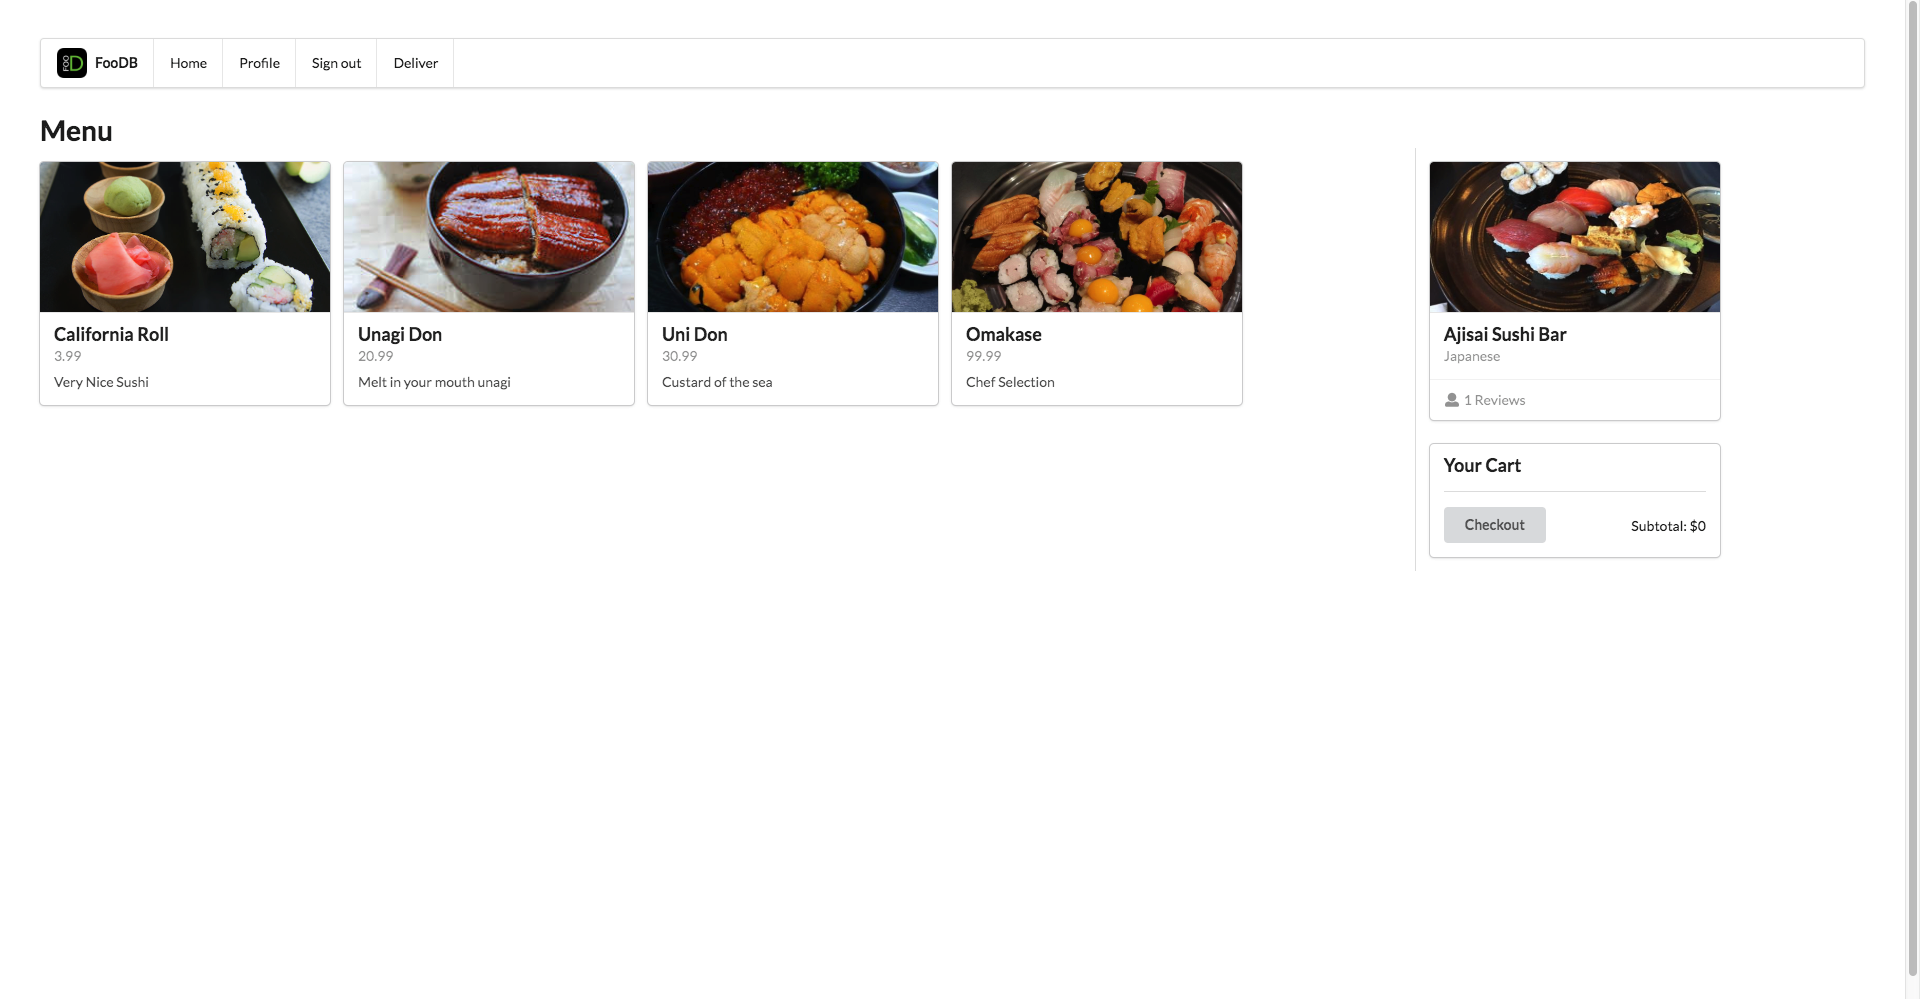 FOOD FooDB Home Profile Sign out Deliver
Menu
California Roll
3.99
Very Nice Sushi
Unagi Don
20.99
Melt in your mouth unagi
Uni Don
30.99
Custard of the sea
Omakase
99.99
Chef Selection
Ajisai Sushi Bar
Japanese
1 Reviews
Your Cart
Checkout Subtotal: $0